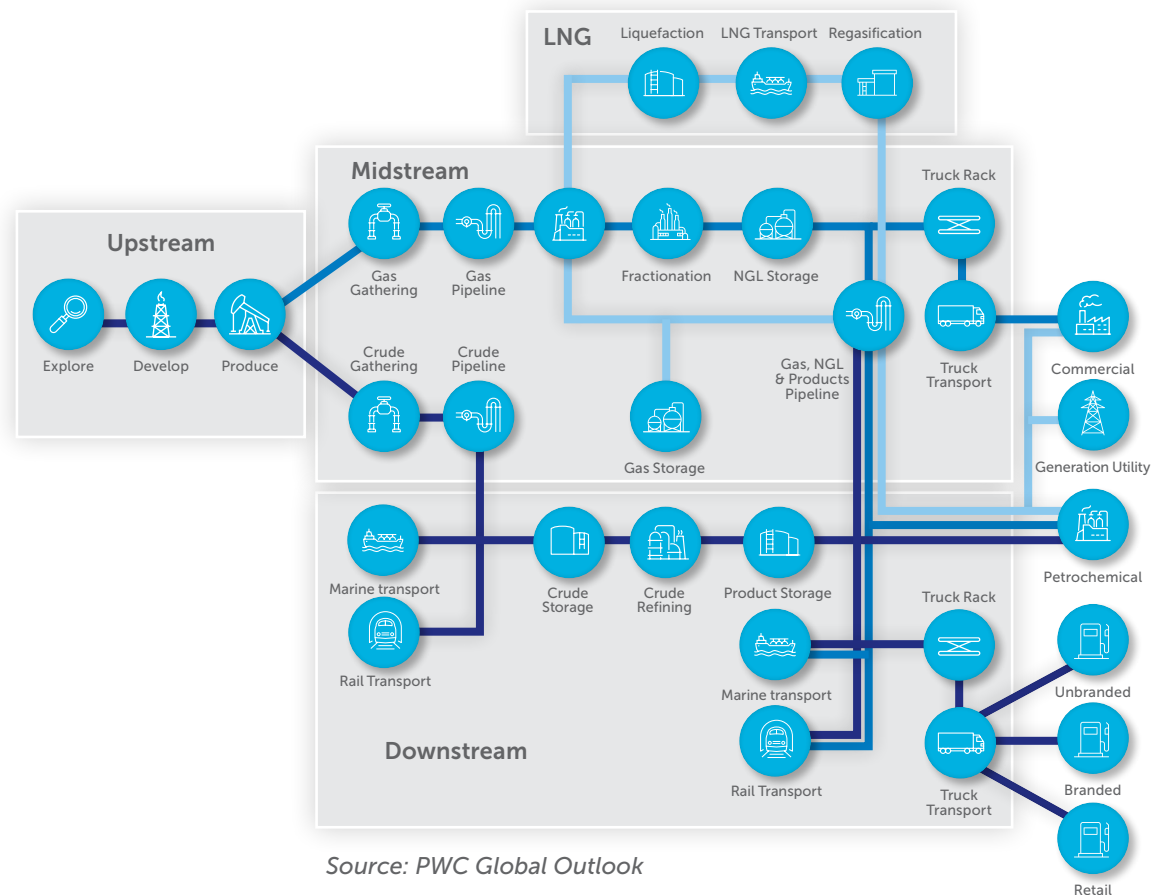 LNG
Liquefaction
LNG Transport
Regasification
Midstream
Truck Rack
Upstream
Gas
Gathering
Gas
Pipeline
Fractionation
NGL Storage
Explore
Develop
Produce
Crude
Gathering
Crude
Pipeline
Gas, NGL
& Products
Pipeline
Truck
Transport
Commercial
Gas Storage
Generation Utility
Marine transport
Crude
Storage
Crude
Refining
Product Storage
Petrochemical
Truck Rack
Rail Transport
Marine transport
Unbranded
Downstream
Rail Transport
Truck
Transport
Branded
Source: PWC Global Outlook
Retail